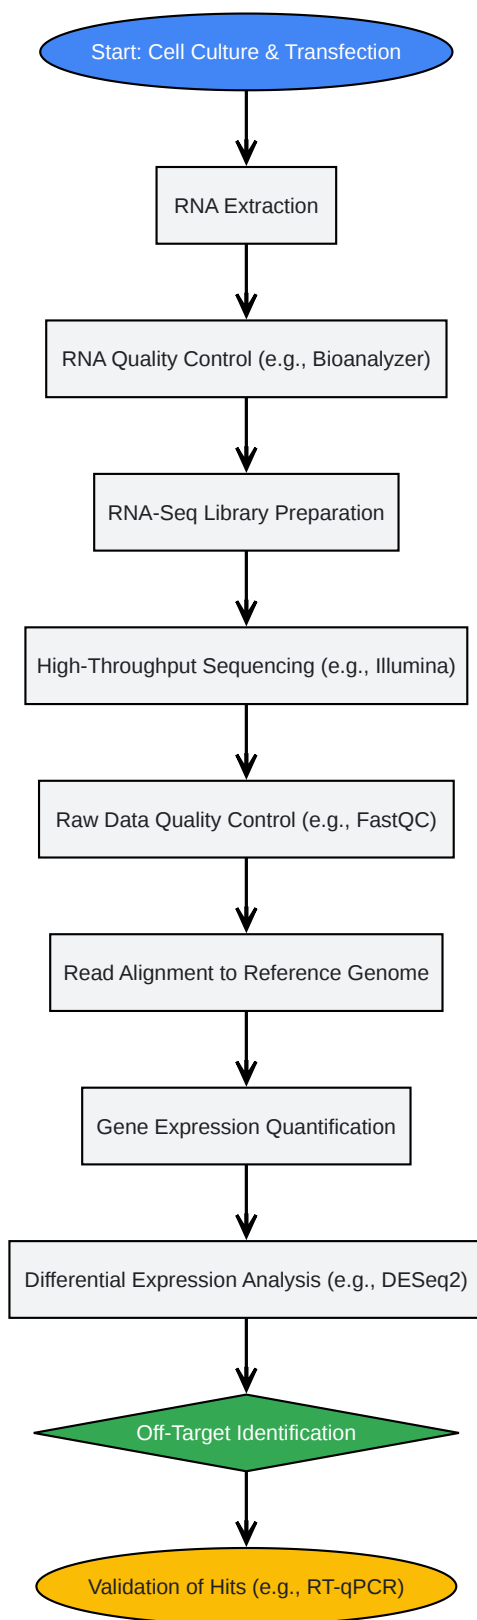 Start: Cell Culture & Transfection
RNA Extraction
RNA Quality Control (e.g., Bioanalyzer)
RNA-Seq Library Preparation
High-Throughput Sequencing (e.g., Illumina)
Raw Data Quality Control (e.g., FastQC)
Read Alignment to Reference Genome
Gene Expression Quantification
Differential Expression Analysis (e.g., DESeq2)
Off-Target Identification
Validation of Hits (e.g., RT-qPCR)